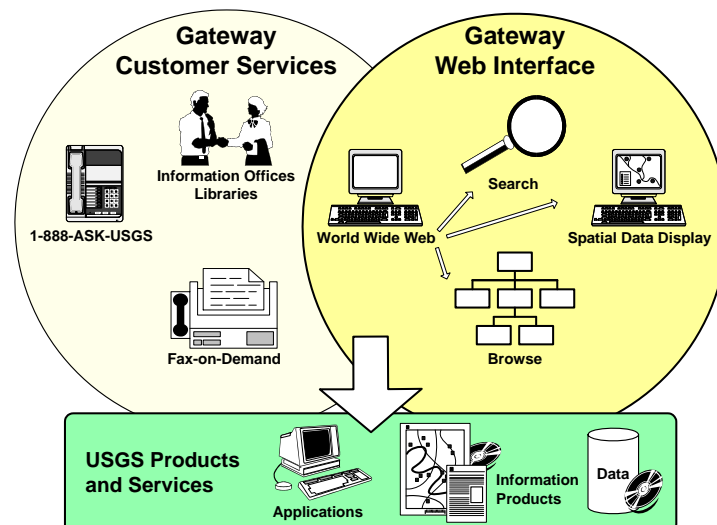 Gateway
Customer Services
Gateway
Web Interface
Information Offices
Libraries
1-888-ASK-USGS
Fax-on-Demand
Search
World Wide Web
Spatial Data Display
Browse
USGS Products
and Services
Applications
Information
Products
Data